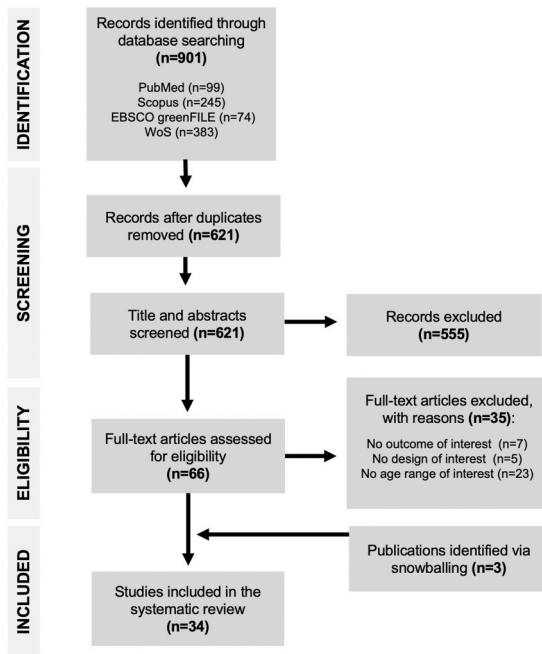 IDENTIFICATION
Records identified through
database searching
(n=901)
PubMed (n=99)
Scopus (n=245)
EBSCO greenFILE (n=74)
WoS (n=383)
SCREENING
Records after duplicates
removed (n=621)
Title and abstracts
screened (n=621)
Records excluded
(n=555)
ELIGIBILITY
Full-text articles assessed
for eligibility
(n=66)
Full-text articles excluded,
with reasons (n=35):
No outcome of interest (n=7)
No design of interest (n=5)
No age range of interest (n=23)
INCLUDED
Publications identified via
snowballing (n=3)
Studies included in the
systematic review
(n=34)